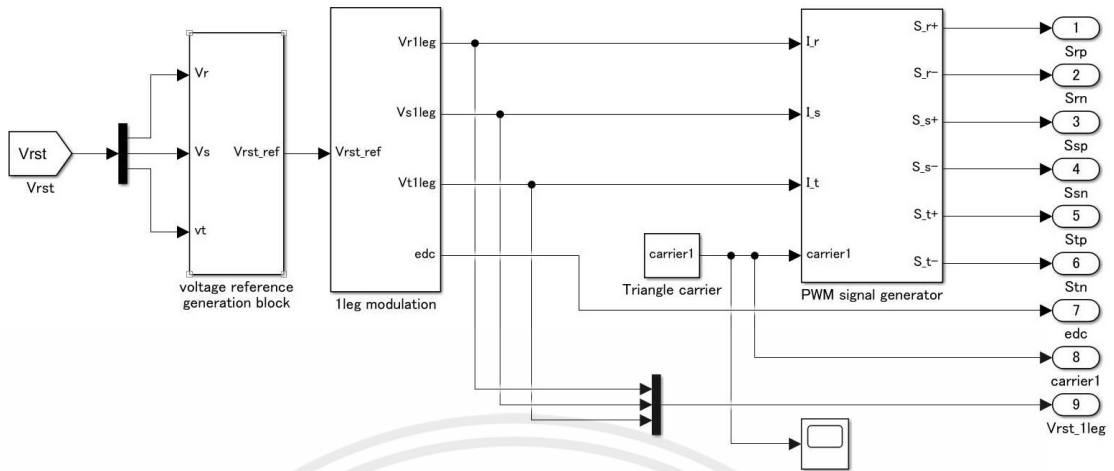 Vrst
Vrst
Vr
Vs
vt
Vrst_ref
voltage reference
generation block
Vrst_ref
Vr1leg
Vs1leg
Vt1leg
edc
1leg modulation
carrier1
Triangle carrier
I_r
I_s
I_t
carrier1
S_r+
S_r−
S_s+
S_s−
S_t+
S_t−
PWM signal generator
1
Srp
2
Srn
3
Ssp
4
Ssn
5
Stp
6
Stn
7
edc
8
carrier1
9
Vrst_1leg